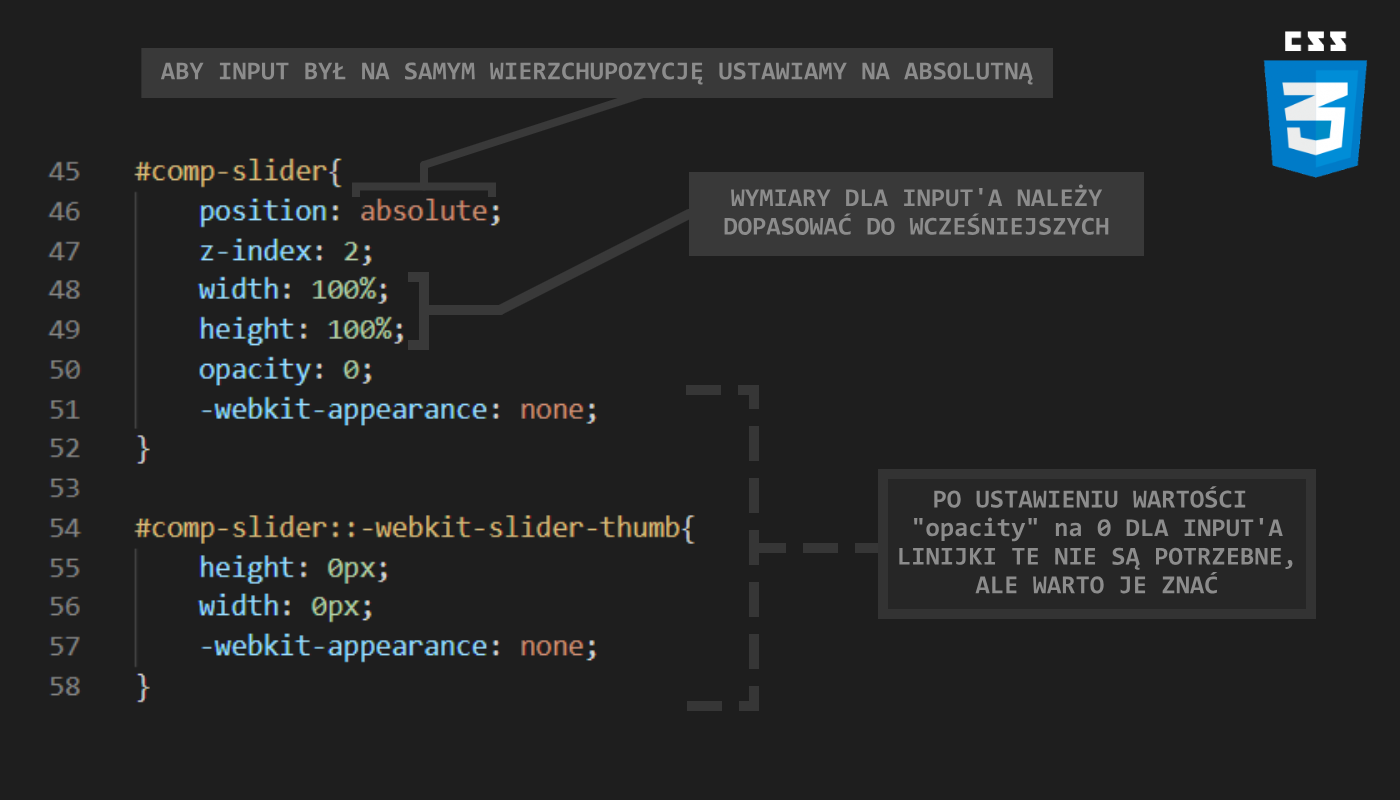 CSS
3
ABY INPUT BYŁ NA SAMYM WIERZCHUPOZYCJĘ USTAWIAMY NA ABSOLUTNĄ
45 #comp-slider{
46 position: absolute;
47 z-index: 2;
48 width: 100%;
49 height: 100%;
50 opacity: 0;
51 -webkit-appearance: none;
52 }
53
54 #comp-slider::-webkit-slider-thumb{
55 height: 0px;
56 width: 0px;
57 -webkit-appearance: none;
58 }
WYMIARY DLA INPUT'A NALEŻY
DOPASOWAĆ DO WCZEŚNIEJSZYCH
PO USTAWIENIU WARTOŚCI
"opacity" na 0 DLA INPUT'A
LINIJKI TE NIE SĄ POTRZEBNE,
ALE WARTO JE ZNAĆ